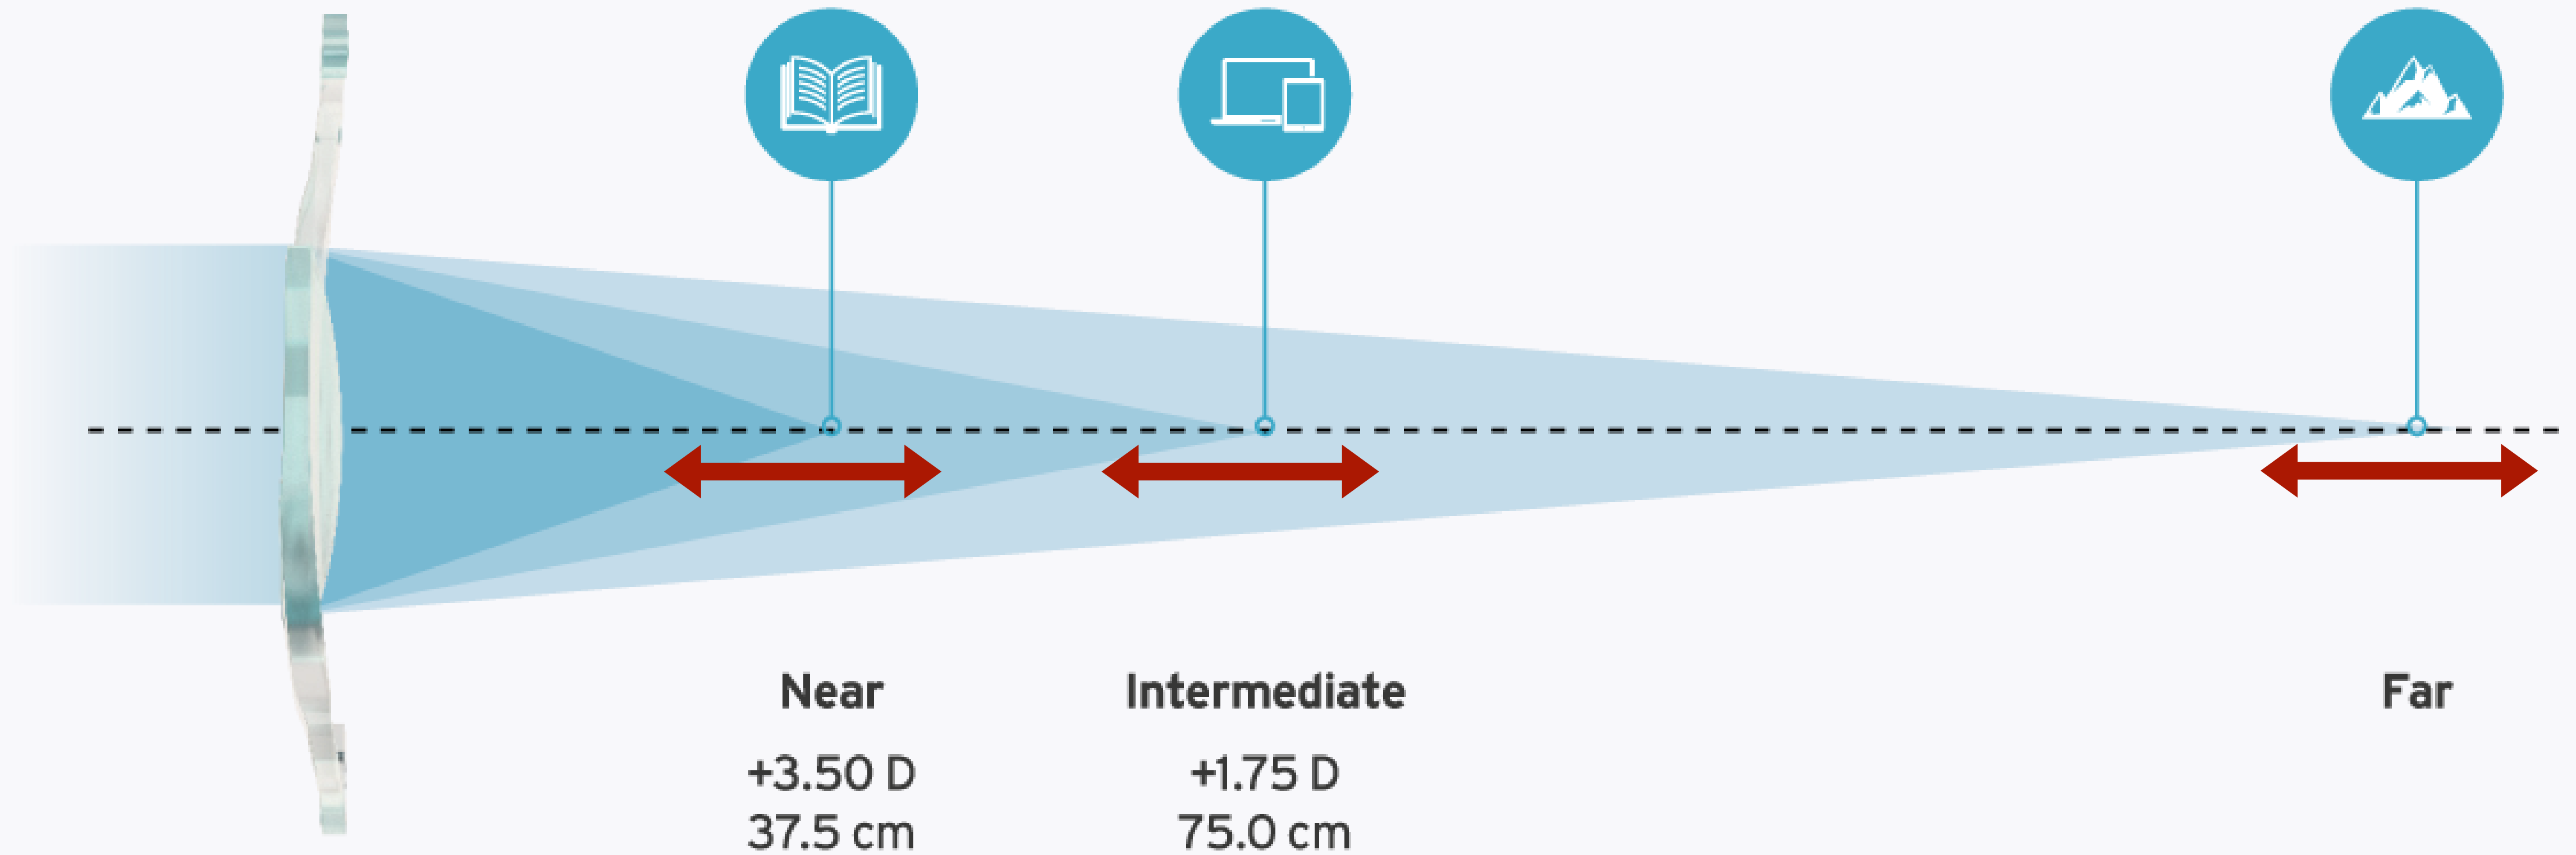 Near
+3.50 D
37.5 cm
Intermediate
+1.75 D
75.0 cm
Far